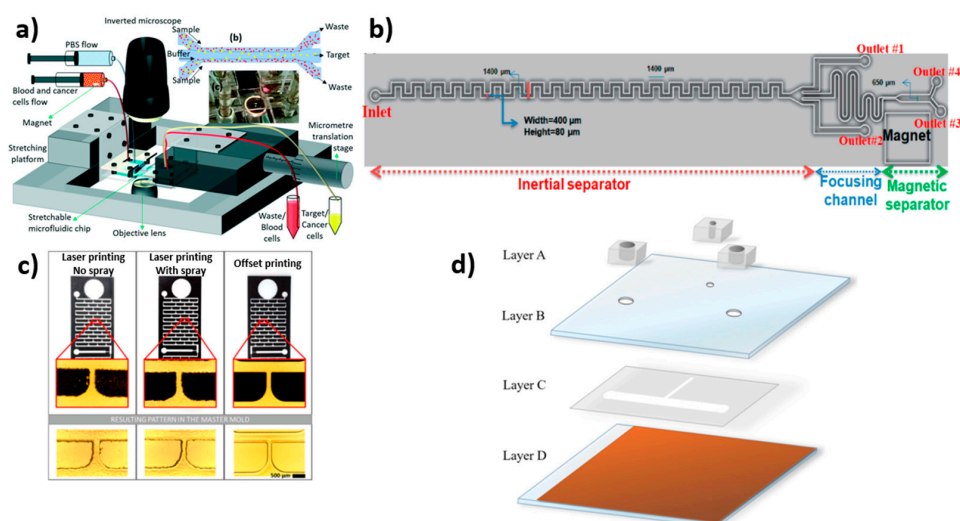 a)
Inverted microscope
PBS flow
Blood and cancer
cells flow
Magnet
Stretching
platform
Stretchable
microfluidic chip
Objective lens
Waste/
Blood
cells
Target/
Cancer
cells
Micrometre
translation
stage
Sample
(b)
Buffer
Sample
Waste
Target
Waste
(c)
b)
Inlet
1400 µm
1400 µm
Width=400 µm
Height=80 µm
Outlet #1
650 µm
Outlet #4
Outlet #3
Outlet#2
Magnet
Inertial separator
Focusing
channel
Magnetic
separator
c)
Laser printing
No spray
Laser printing
With spray
Offset printing
RESULTING PATTERN IN THE MASTER MOLD
500 µm
d)
Layer A
Layer B
Layer C
Layer D